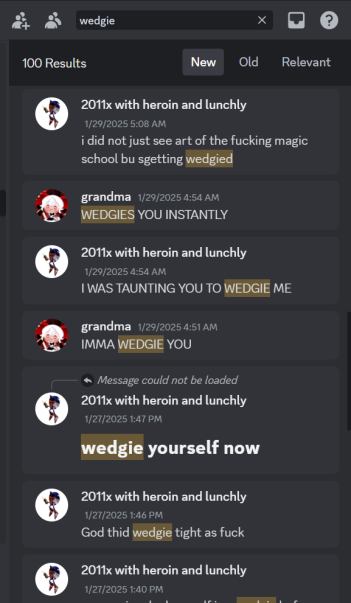 wedgie
100 Results
New
Old
Relevant
2011x with heroin and lunchly
1/29/2025 5:08 AM
i did not just see art of the fucking magic
school bu sgetting wedgied
grandma 1/29/2025 4:54 AM
WEDGIES YOU INSTANTLY
2011x with heroin and lunchly
1/29/2025 4:54 AM
I WAS TAUNTING YOU TO WEDGIE ME
grandma 1/29/2025 4:51 AM
IMMA WEDGIE YOU
Message could not be loaded
2011x with heroin and lunchly
1/27/2025 1:47 PM
wedgie yourself now
2011x with heroin and lunchly
1/27/2025 1:46 PM
God thid wedgie tight as fuck
2011x with heroin and lunchly
1/27/2025 1:40 PM